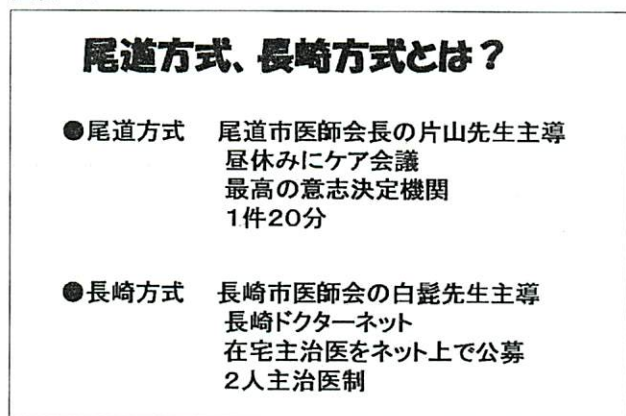 尾道方式、長崎方式とは？
●尾道方式 尾道市医師会長の片山先生主導
昼休みにケア会議
最高の意志決定機関
1件20分
●長崎方式 長崎市医師会の白髭先生主導
長崎ドクターネット
在宅主治医をネット上で公募
2人主治医制